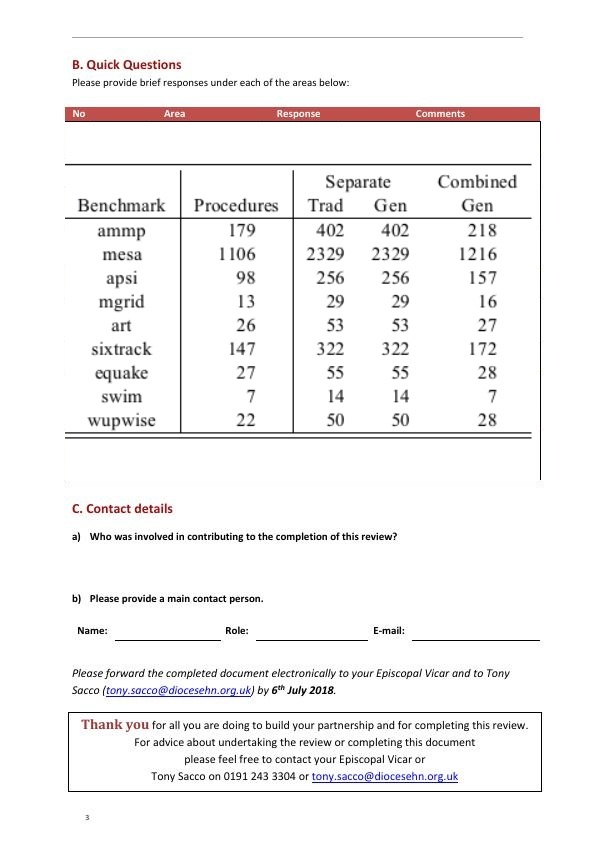 B. Quick Questions
Please provide brief responses under each of the areas below:
No Area Response Comments
Separate Combined
Benchmark Procedures Trad Gen Gen
ammp 179 402 402 218
mesa 1106 2329 2329 1216
apsi 98 256 256 157
mgrid 13 29 29 16
art 26 53 53 27
sixtrack 147 322 322 172
equake 27 55 55 28
swim 7 14 14 7
wupwise 22 50 50 28
C. Contact details
a) Who was involved in contributing to the completion of this review?
b) Please provide a main contact person.
Name: Role: E-mail:
Please forward the completed document electronically to your Episcopal Vicar and to Tony
Sacco (tony.sacco@diocesehn.org.uk) by 6th July 2018.
Thank you for all you are doing to build your partnership and for completing this review.
For advice about undertaking the review or completing this document
please feel free to contact your Episcopal Vicar or
Tony Sacco on 0191 243 3304 or tony.sacco@diocesehn.org.uk
3